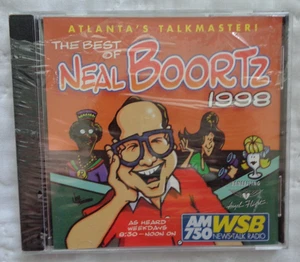 ATLANTA'S TALKMASTER!
THE BEST
OF
NEAL BOORTZ
1998
AS HEARD
WEEKDAYS
8:30-NOON ON
AM
750
WSB
NEWS-TALK RADIO